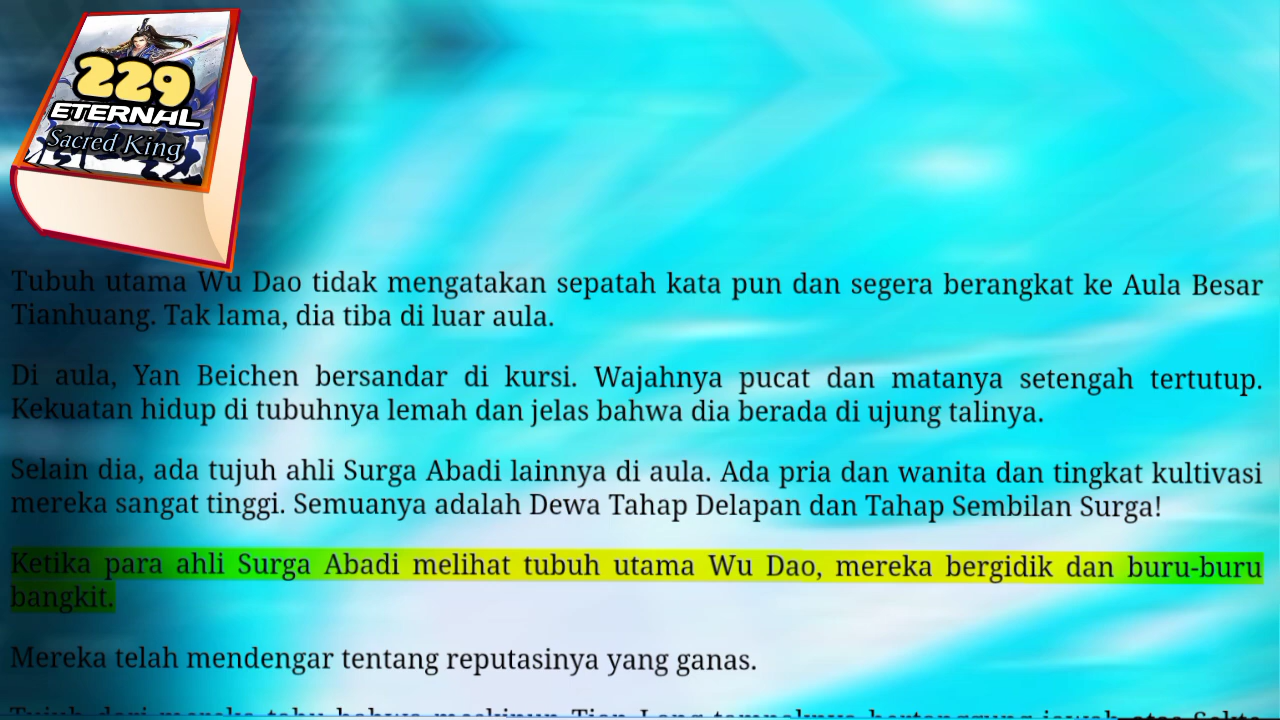 229
ETERNAL
Sacred King
Tubuh utama Wu Dao tidak mengatakan sepatah kata pun dan segera berangkat ke Aula Besar
Tianhuang. Tak lama, dia tiba di luar aula.
Di aula, Yan Beichen bersandar di kursi. Wajahnya pucat dan matanya setengah tertutup.
Kekuatan hidup di tubuhnya lemah dan jelas bahwa dia berada di ujung talinya.
Selain dia, ada tujuh ahli Surga Abadi lainnya di aula. Ada pria dan wanita dan tingkat kultivasi
mereka sangat tinggi. Semuanya adalah Dewa Tahap Delapan dan Tahap Sembilan Surga!
Ketika para ahli Surga Abadi melihat tubuh utama Wu Dao, mereka bergidik dan buru-buru
bangkit.
Mereka telah mendengar tentang reputasinya yang ganas.